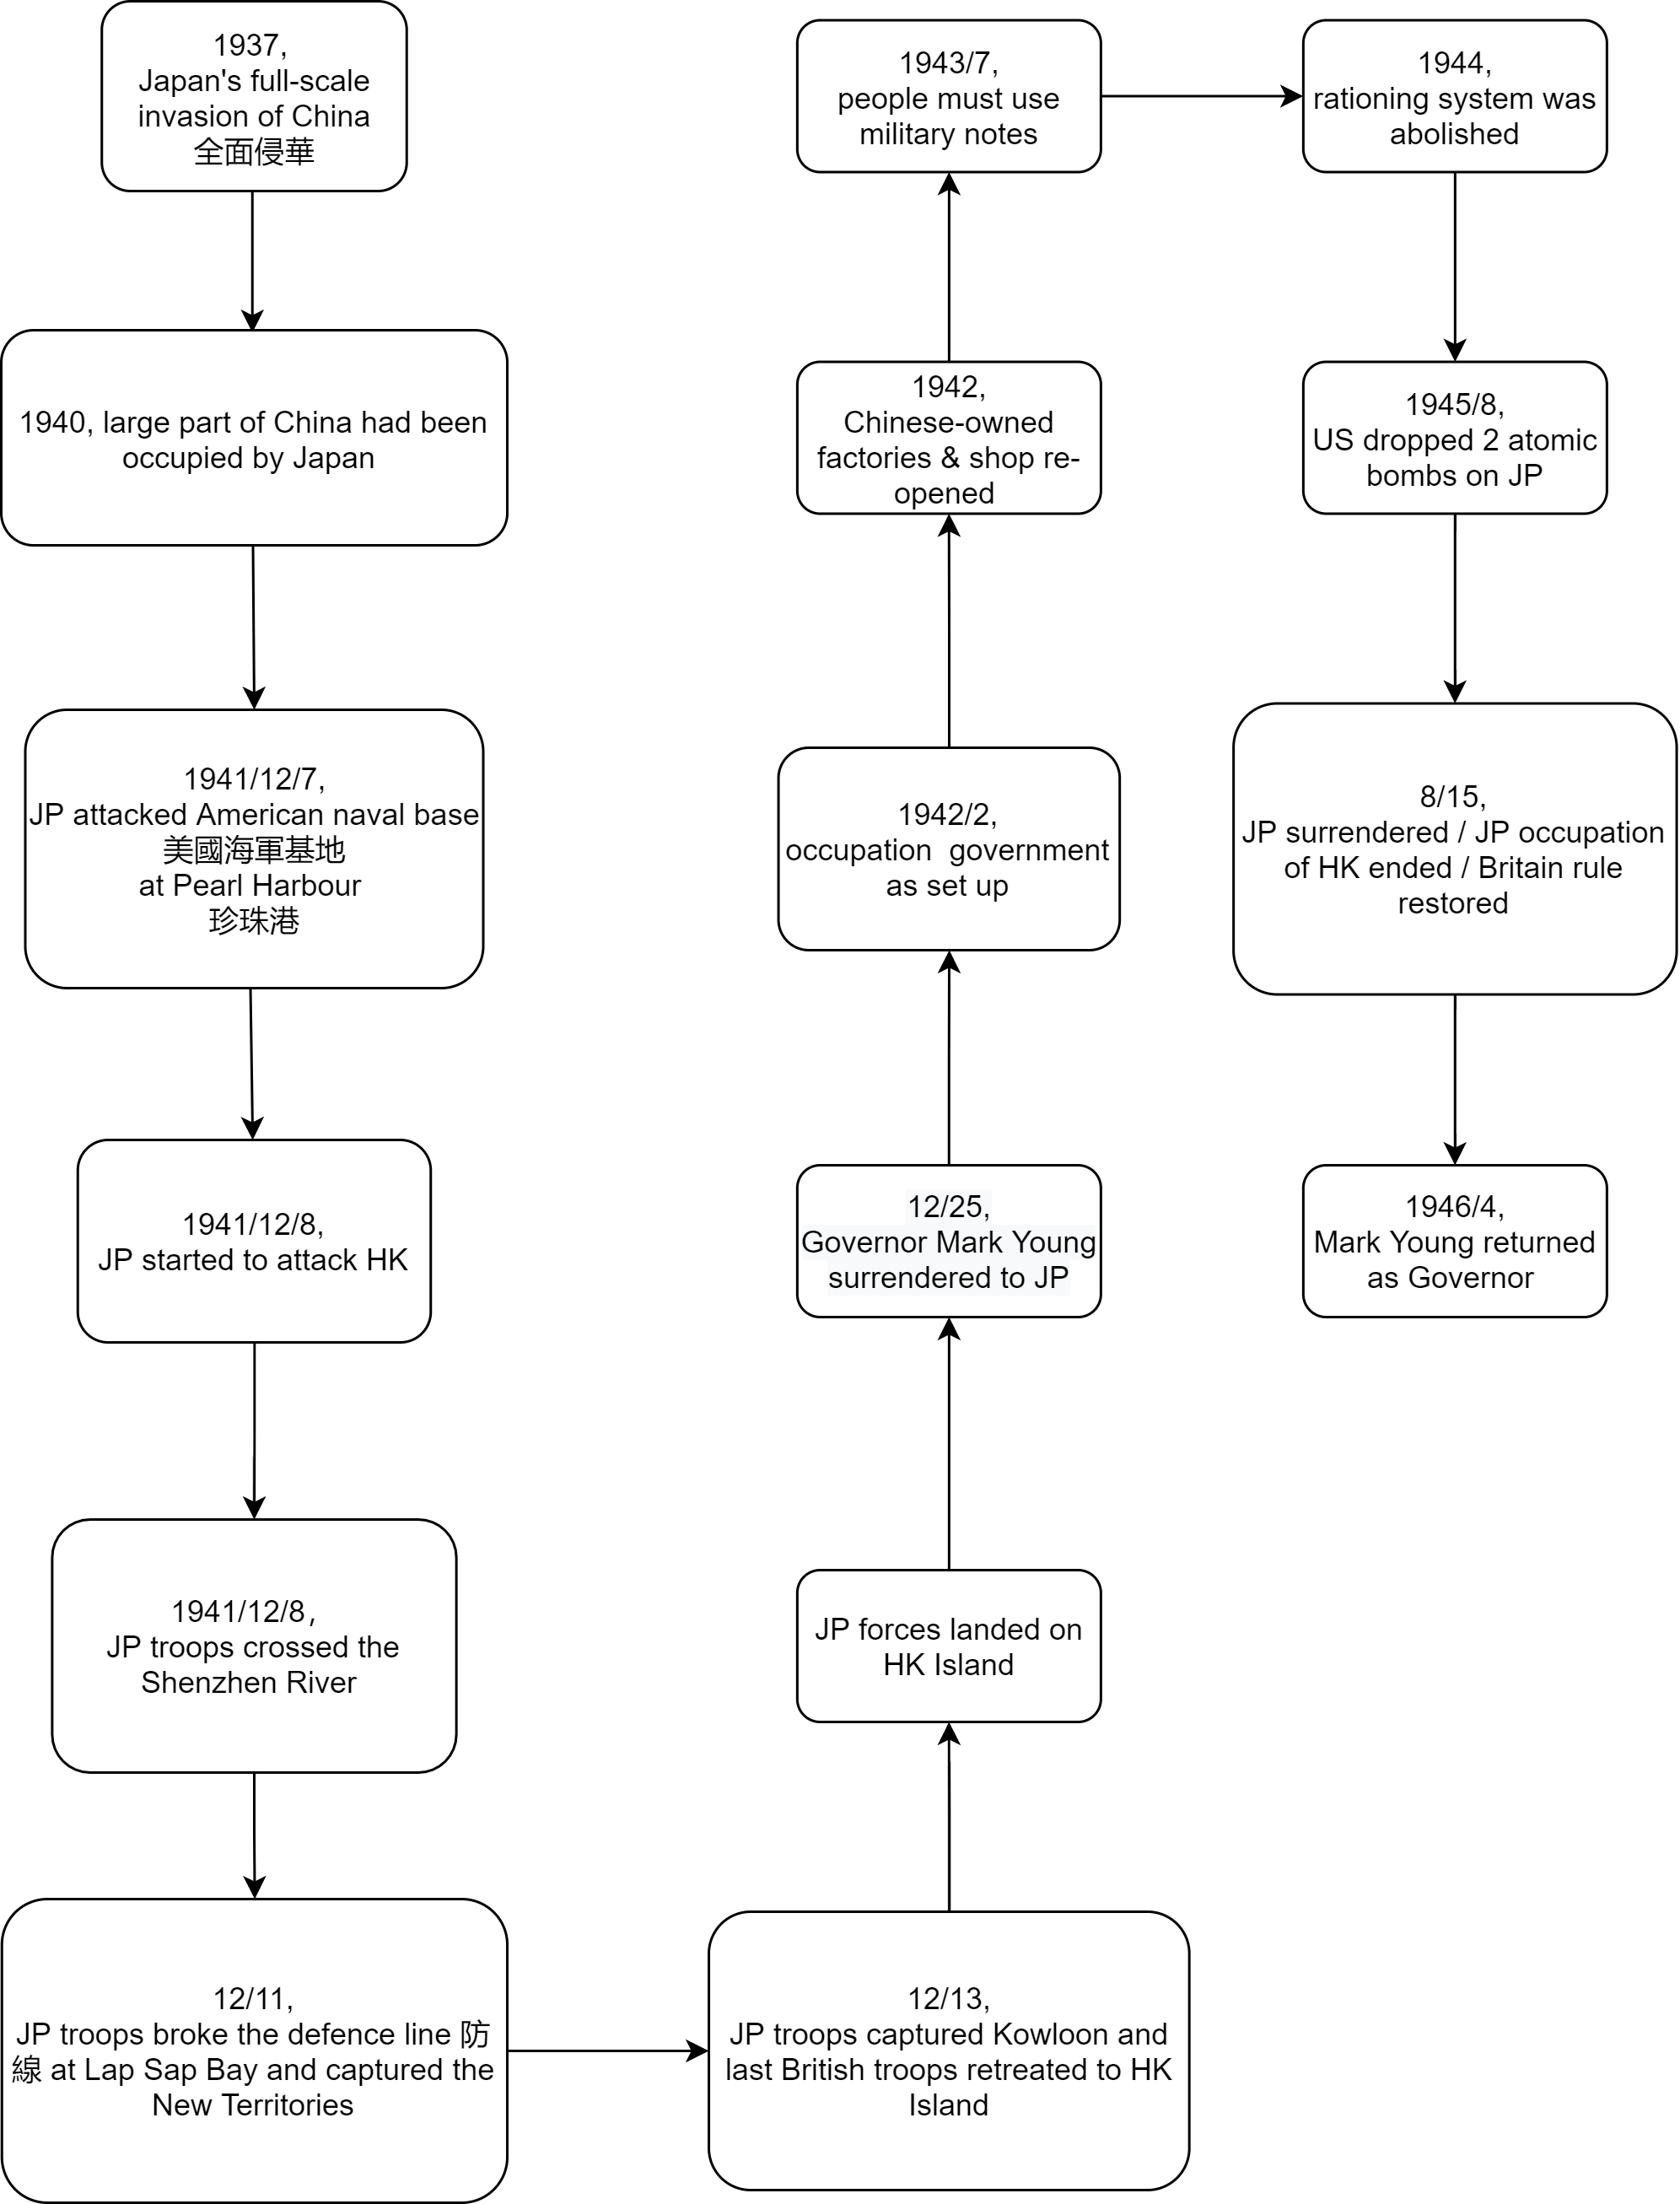 1937,
Japan's full-scale
invasion of China
全面侵華
1940, large part of China had been
occupied by Japan
1941/12/7,
JP attacked American naval base
美國海軍基地
at Pearl Harbour
珍珠港
1941/12/8,
JP started to attack HK
1941/12/8，
JP troops crossed the
Shenzhen River
12/11,
JP troops broke the defence line 防
線 at Lap Sap Bay and captured the
New Territories
12/13,
JP troops captured Kowloon and
last British troops retreated to HK
Island
JP forces landed on
HK Island
12/25,
Governor Mark Young
surrendered to JP
1942/2,
occupation  government
as set up
1942,
Chinese-owned
factories & shop re-
opened
1943/7,
people must use
military notes
1944,
rationing system was
abolished
1945/8,
US dropped 2 atomic
bombs on JP
8/15,
JP surrendered / JP occupation
of HK ended / Britain rule
restored
1946/4,
Mark Young returned
as Governor